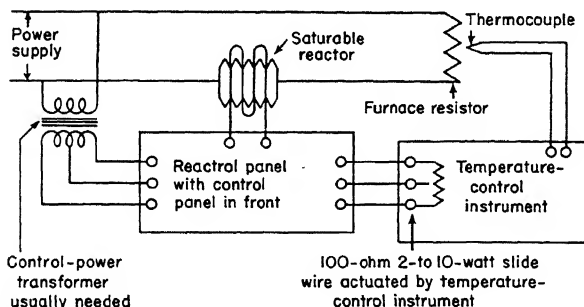 Power
supply
Saturable
reactor
Thermocouple
Furnace resistor
Reactrol panel
with control
panel in front
Temperature-
control
instrument
Control-power
transformer
usually needed
100-ohm 2-to 10-watt slide
wire actuated by temperature-
control instrument